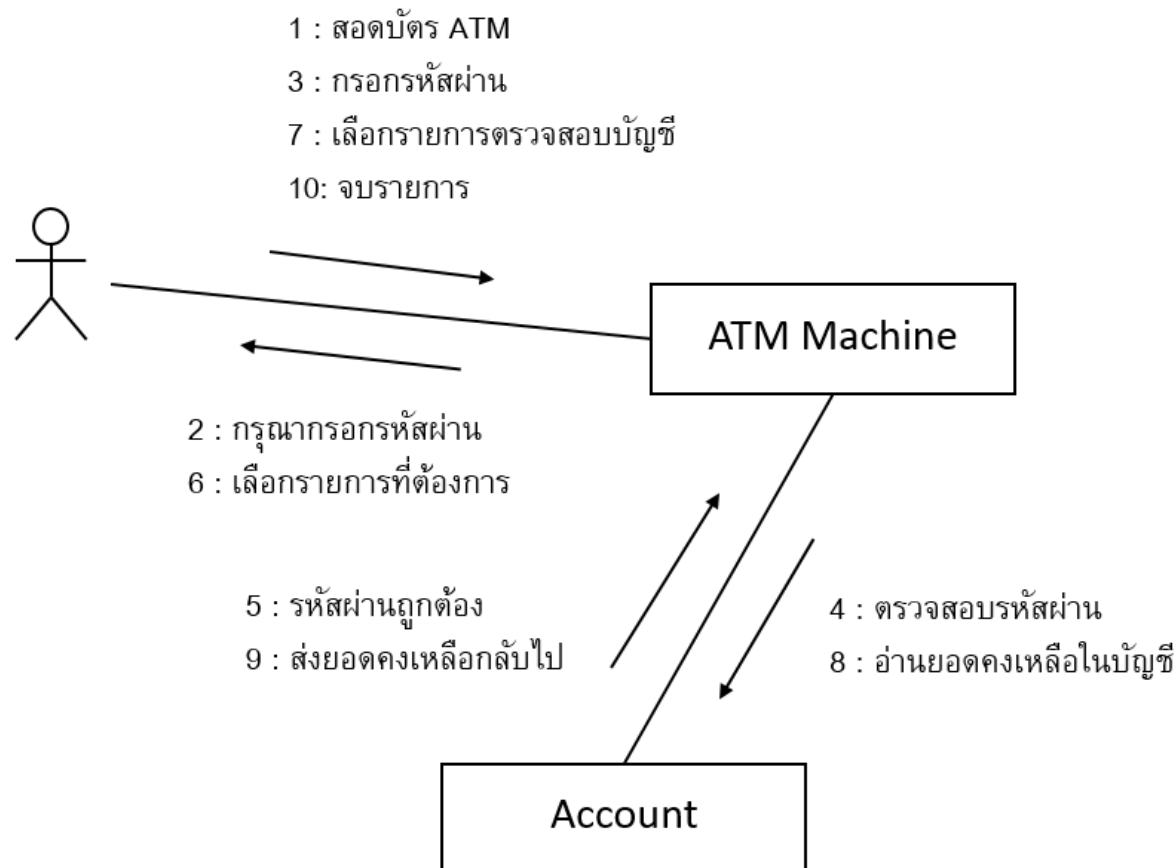 1 : สอดบัตร ATM
3 : กรอกรหัสผ่าน
7 : เลือกรายการตรวจสอบบัญชี
10: จบรายการ
ATM Machine
2 : กรุณากรอกรหัสผ่าน
6 : เลือกรายการที่ต้องการ
5 : รหัสผ่านถูกต้อง
9 : ส่งยอดคงเหลือกลับไป
4 : ตรวจสอบรหัสผ่าน
8 : อ่านยอดคงเหลือในบัญชี
Account